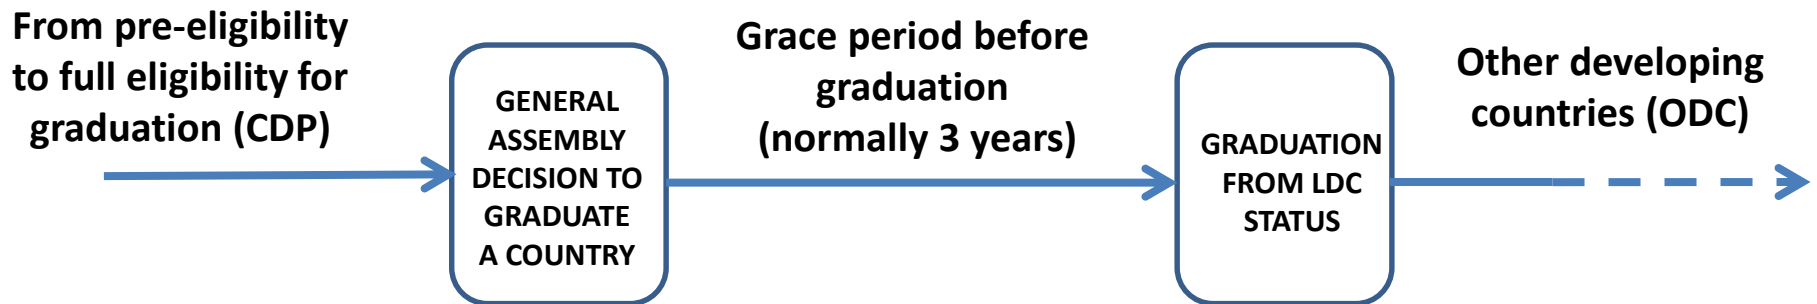 From pre-eligibility
to full eligibility for
graduation (CDP)
GENERAL
ASSEMBLY
DECISION TO
GRADUATE
A COUNTRY
Grace period before
graduation
(normally 3 years)
GRADUATION
FROM LDC
STATUS
Other developing
countries (ODC)